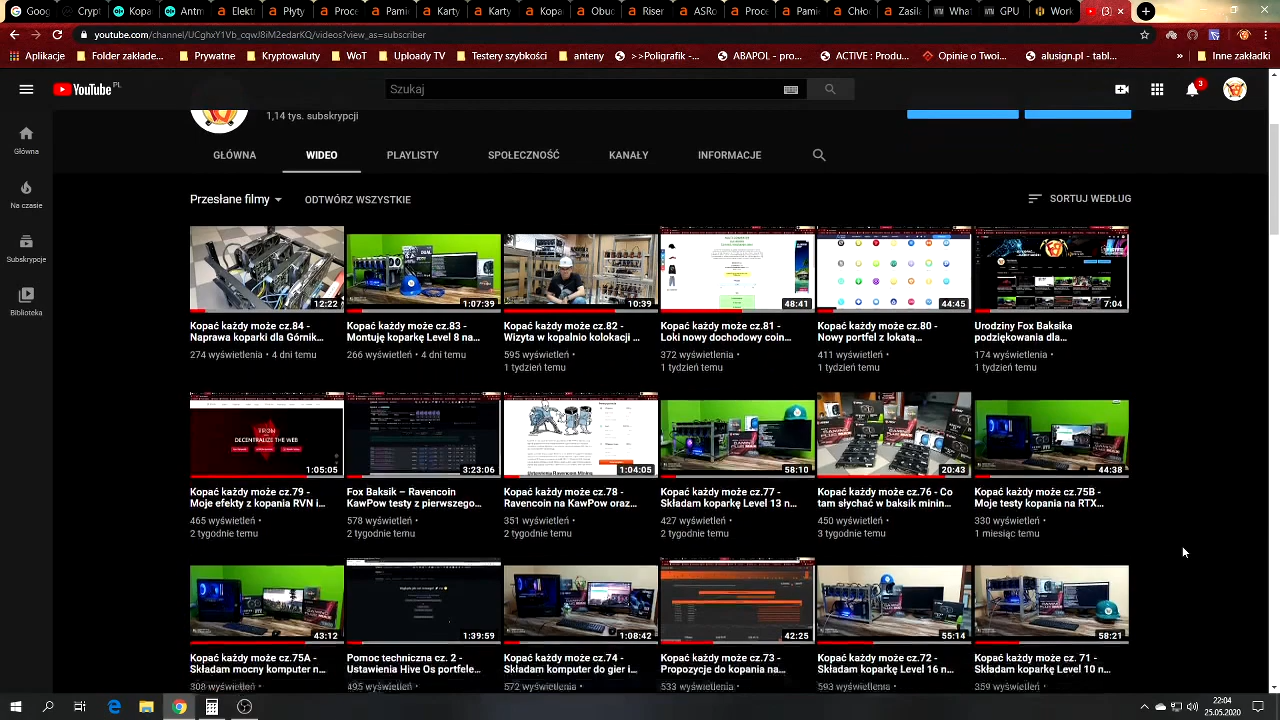 Goog
Cryp
Kopa
Antm
Elekt
Płyty
Proce
Pami
Karty
Karty
Kopa
Obuc
Riser
ASRo
Proce
Pami
Chło
Zasila
What
GPU
Work
(3)
youtube.com/channel/UCghxY1Vb_cqwJ8iM2edarKQ/videos?view_as=subscriber
Aplikacje
Folder zakłade...
Prywatne
Kryptowaluty
WoT
Uploady TV
Testery szybkości
anteny
>>Poligrafik -...
ABAPOL - pro...
ACTIVE : Produ...
Opinie o Twoi...
alusign.pl - tabl...
»
Inne zakładki
YouTube PL
Szukaj
3
1,14 tys. subskrypcji
Główna
Na czasie
Subskrypcje
Biblioteka
GŁÓWNA
WIDEO
PLAYLISTY
SPOŁECZNOŚĆ
KANAŁY
INFORMACJE
Przesłane filmy
ODTWÓRZ WSZYSTKIE
SORTUJ WEDŁUG
2:22
1:07:39
10:39
48:41
44:45
7:04
Kopać każdy może cz.84 -
Naprawa koparki dla Górnik...
274 wyświetlenia •
4 dni temu
Kopać każdy może cz.83 -
Montuję koparkę Level 8 na...
266 wyświetleń •
4 dni temu
Kopać każdy może cz.82 -
Wizyta w kopalnio kolokacji ...
595 wyświetleń •
1 tydzień temu
Kopać każdy może cz.81 -
Loki nowy dochodowy coin...
372 wyświetlenia •
1 tydzień temu
Kopać każdy może cz.80 -
Nowy portfel z lokatą...
411 wyświetleń •
1 tydzień temu
Urodziny Fox Baksika
podziękowania dla...
174 wyświetlenia •
1 tydzień temu
TRON
DECENTRALIZE THE WEB
1:05:05
3:23:06
1:04:05
58:10
20:43
44:38
Kopać każdy może cz.79 -
Moje efekty z kopania RVN i...
465 wyświetleń •
2 tygodnie temu
Fox Baksik – Ravencoin
KawPow testy z pierwszego...
578 wyświetleń •
2 tygodnie temu
Kopać każdy może cz.78 -
Ravencoin na KawPow oraz...
351 wyświetleń •
2 tygodnie temu
Kopać każdy może cz.77 -
Składam koparkę Level 13 n...
427 wyświetleń •
2 tygodnie temu
Kopać każdy może cz.76 - Co
tam słychać w baksik minin...
450 wyświetleń •
3 tygodnie temu
Kopać każdy może cz.75B -
Moje testy kopania na RTX...
330 wyświetleń •
1 miesiąc temu
43:12
1:39:59
1:08:42
42:25
55:14
58:21
Kopać każdy może cz.75A -
Składam mocny komputer n...
308 wyświetleń •
Pomoc techniczna cz. 2 -
Ustawienia Hive Os portfele...
495 wyświetleń •
Kopać każdy może cz.74 -
Składam komputer do gier i...
572 wyświetlenia •
Kopać każdy może cz.73 -
Propozycje do kopania na...
533 wyświetlenia •
Kopać każdy może cz.72 -
Składam koparkę Level 16 n...
593 wyświetlenia •
Kopać każdy może cz. 71 -
Składam koparkę Level 10 n...
359 wyświetleń •
22:04
25.05.2020